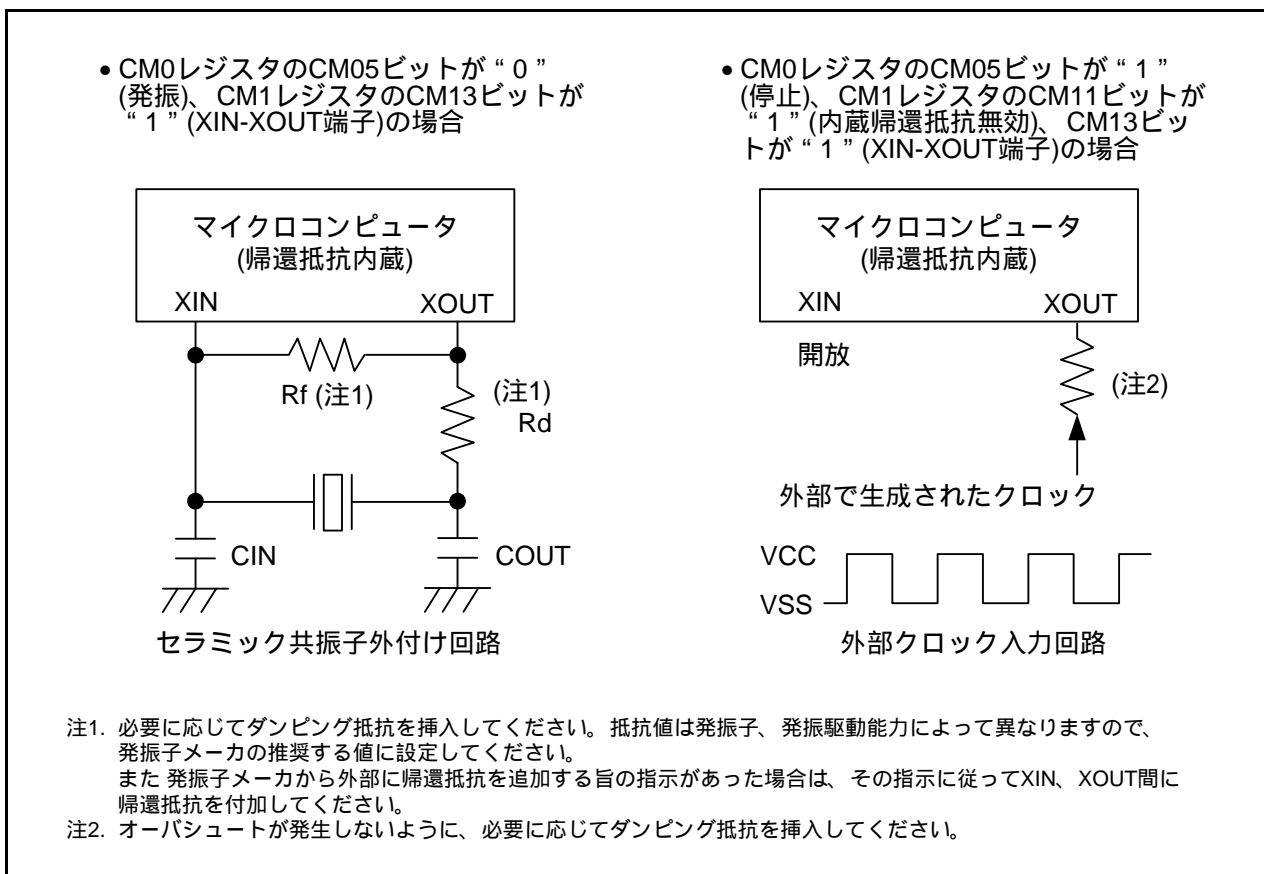 • CM0レジスタのCM05ビットが“ 0 ”
(発振)、CM1レジスタのCM13ビットが
“ 1 ” (XIN-XOUT端子)の場合
マイクロコンピュータ
(帰還抵抗内蔵)
XIN
XOUT
Rf (注1)
(注1)
Rd
CIN
COUT
セラミック共振子外付け回路
• CM0レジスタのCM05ビットが“ 1 ”
(停止)、CM1レジスタのCM11ビットが
“ 1 ” (内蔵帰還抵抗無効)、CM13ビッ
トが“ 1 ” (XIN-XOUT端子)の場合
マイクロコンピュータ
(帰還抵抗内蔵)
XIN
XOUT
開放
(注2)
外部で生成されたクロック
VCC
VSS
外部クロック入力回路
注1. 必要に応じてダンピング抵抗を挿入してください。抵抗値は発振子、発振駆動能力によって異なりますので、
発振子メーカの推奨する値に設定してください。
また 発振子メーカから外部に帰還抵抗を追加する旨の指示があった場合は、その指示に従ってXIN、XOUT間に
帰還抵抗を付加してください。
注2. オーバシュートが発生しないように、必要に応じてダンピング抵抗を挿入してください。